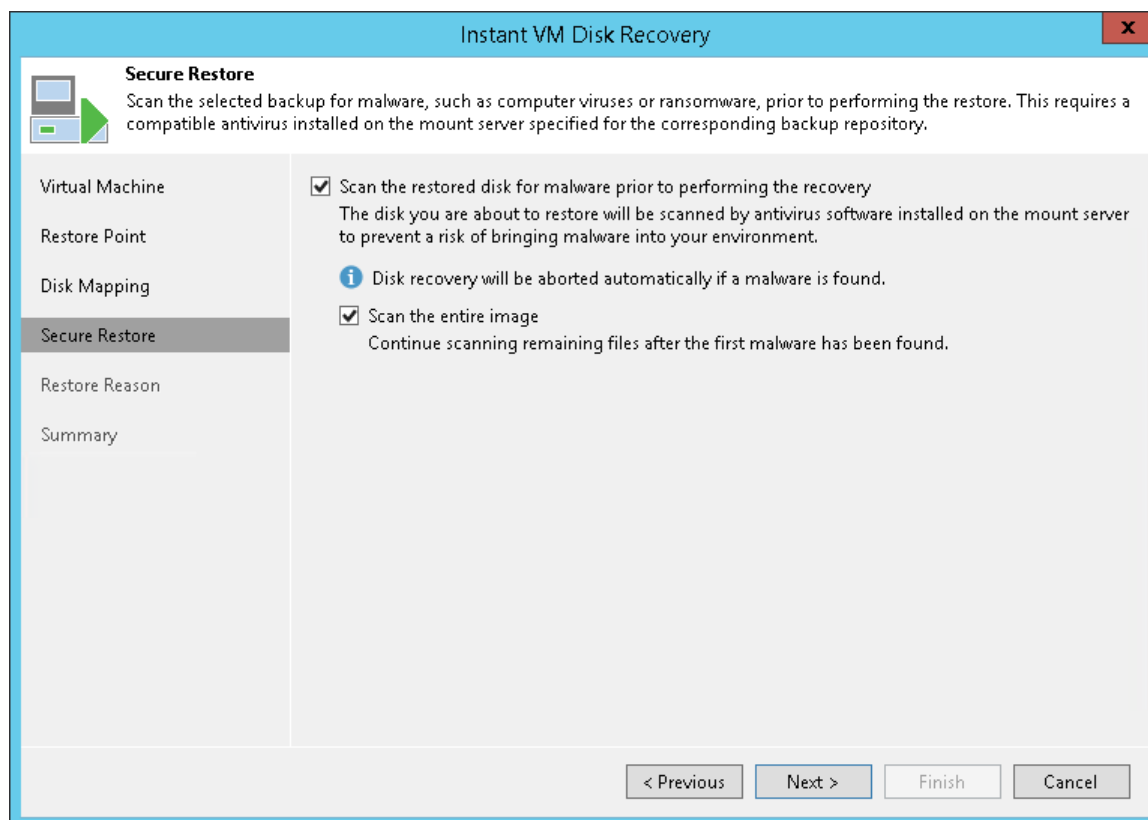 Instant VM Disk Recovery
x
Secure Restore
Scan the selected backup for malware, such as computer viruses or ransomware, prior to performing the restore. This requires a
compatible antivirus installed on the mount server specified for the corresponding backup repository.
Virtual Machine
Restore Point
Disk Mapping
Secure Restore
Restore Reason
Summary
Scan the restored disk for malware prior to performing the recovery
The disk you are about to restore will be scanned by antivirus software installed on the mount server
to prevent a risk of bringing malware into your environment.
Disk recovery will be aborted automatically if a malware is found.
Scan the entire image
Continue scanning remaining files after the first malware has been found.
< Previous
Next >
Finish
Cancel